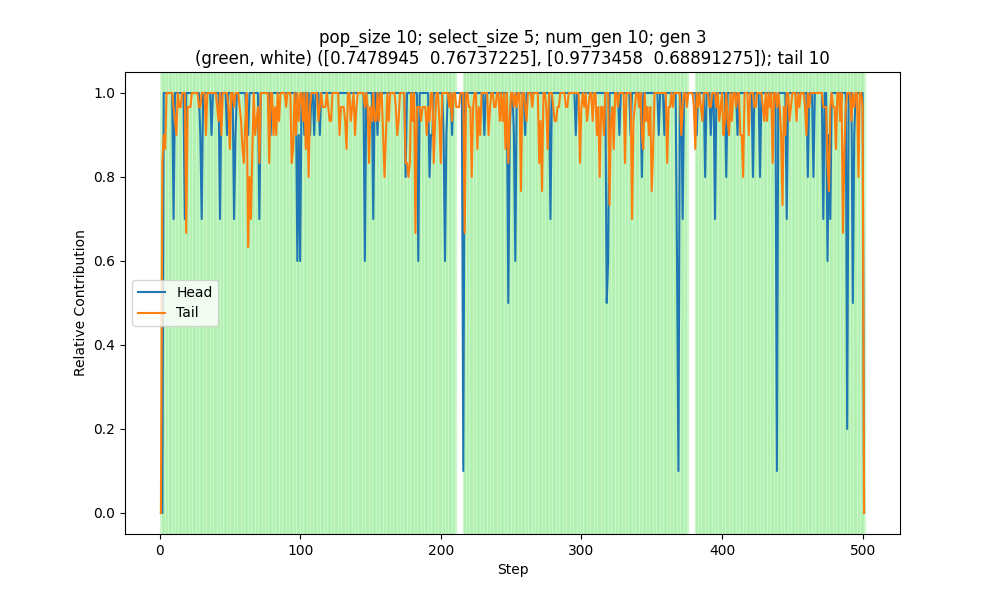 pop_size 10; select_size 5; num_gen 10; gen 3
(green, white) ([0.7478945  0.76737225], [0.9773458  0.68891275]); tail 10
1.0
0.8
0.6
0.4
0.2
0.0
Relative Contribution
Head
Tail
0
100
200
300
400
500
Step